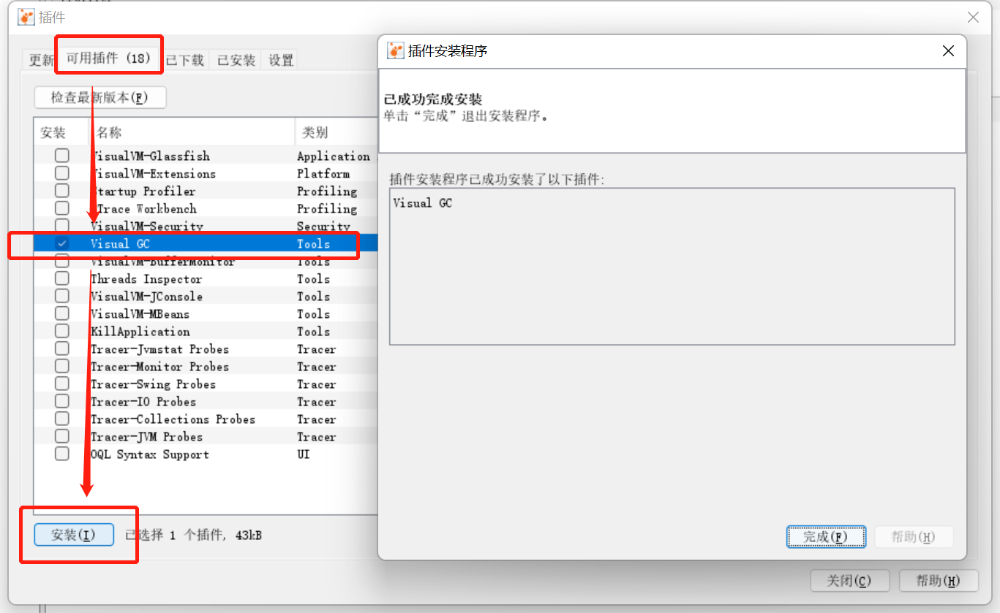 插件
更新
可用插件 (18)
已下载
已安装
设置
检查最新版本(F)
安装
名称
类别
VisualVM-Glassfish Application
VisualVM-Extensions Platform
Startup Profiler Profiling
BTrace Workbench Profiling
VisualVM-Security Security
Visual GC Tools
VisualVM-BufferMonitor Tools
Threads Inspector Tools
VisualVM-JConsole Tools
VisualVM-MBeans Tools
KillApplication Tools
Tracer-Jvmstat Probes Tracer
Tracer-Monitor Probes Tracer
Tracer-Swing Probes Tracer
Tracer-IO Probes Tracer
Tracer-Collections Probes Tracer
Tracer-JVM Probes Tracer
OQL Syntax Support UI
安装(I)
已选择 1 个插件, 43kB
插件安装程序
已成功完成安装
单击“完成”退出安装程序。
插件安装程序已成功安装了以下插件:
Visual GC
完成(F)
帮助(H)
关闭(C)
帮助(H)